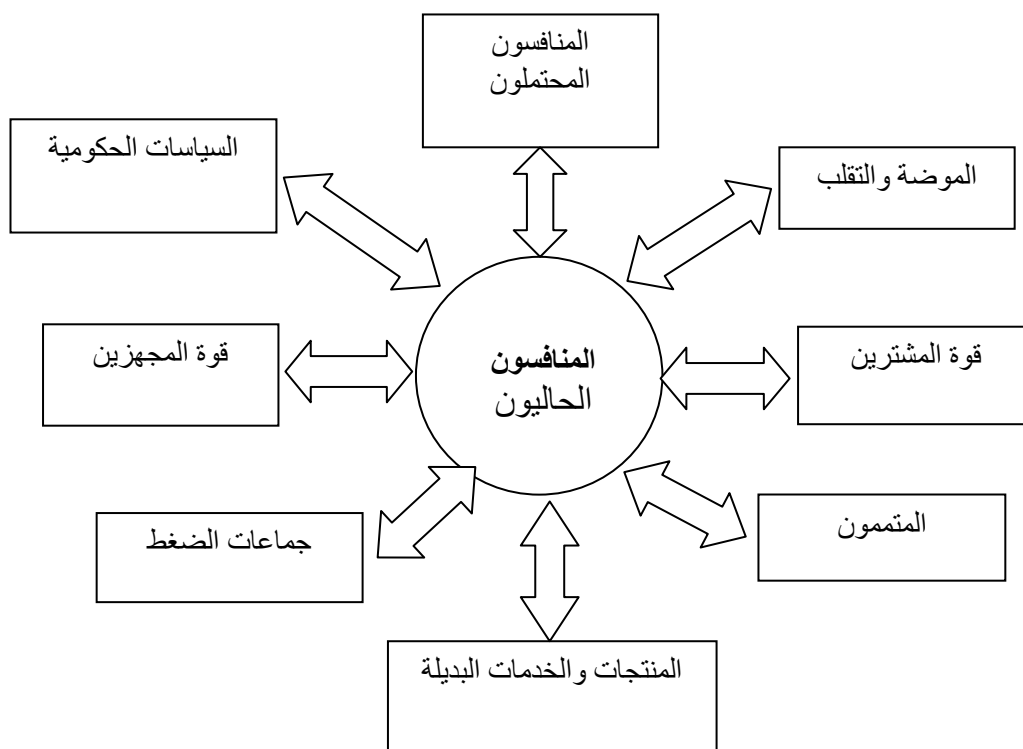 المنافسون
المحتملون
السياسات الحكومية
الموضة والتقلب
قوة المجهزين
المنافسون
الحاليون
قوة المشترين
جماعات الضغط
المتممون
المنتجات والخدمات البديلة